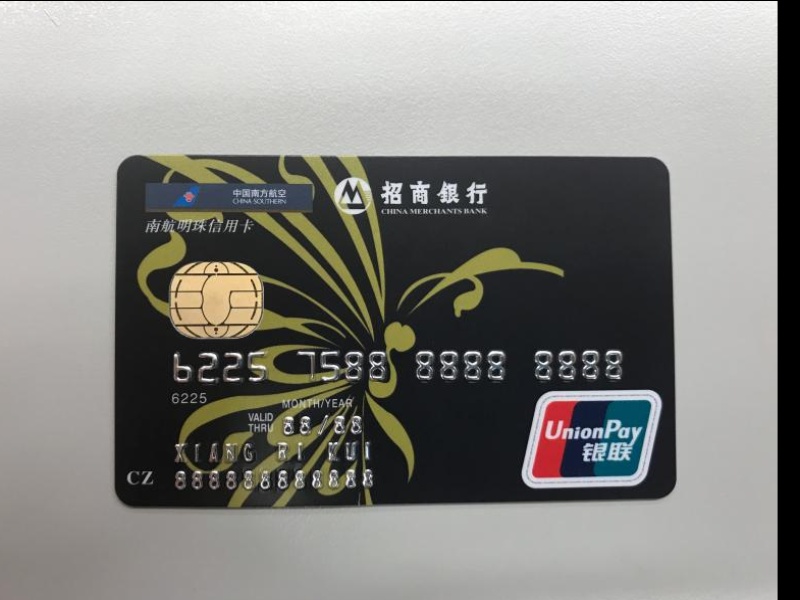 中国南方航空
CHINA SOUTHERN
招商银行
CHINA MERCHANTS BANK
南航明珠信用卡
6225 7588 8888 8888
6225
MONTH/YEAR
VALID THRU 88/88
XIANG RI KUI
CZ 88888888888888
UnionPay
银联